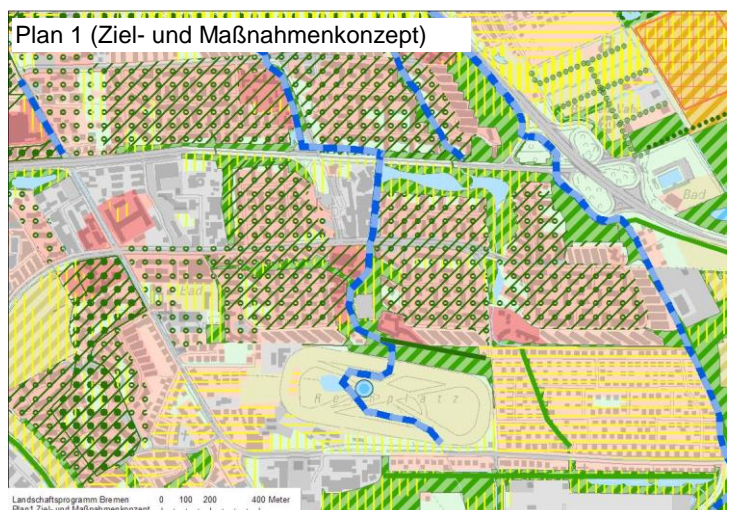 Plan 1 (Ziel- und Maßnahmenkonzept)
Bad
Bad
Rennplatz
Landschaftsprogramm Bremen 0 100 200 400 Meter
Plan1 Ziel- und Maßnahmenkonzept